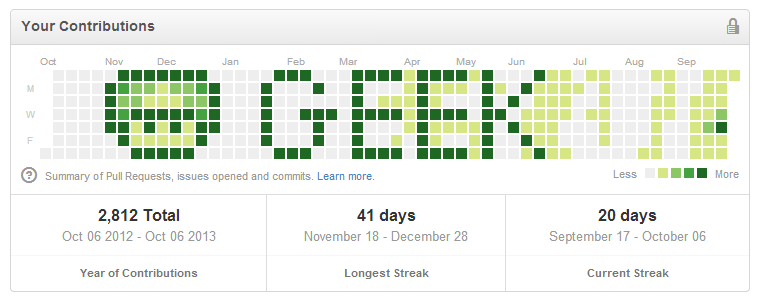 Your Contributions
Oct Nov Dec Jan Feb Mar Apr May Jun Jul Aug Sep
M
W
F
Summary of Pull Requests, issues opened and commits. Learn more.
Less More
2,812 Total 41 days 20 days
Oct 06 2012 - Oct 06 2013 November 18 - December 28 September 17 - October 06
Year of Contributions Longest Streak Current Streak